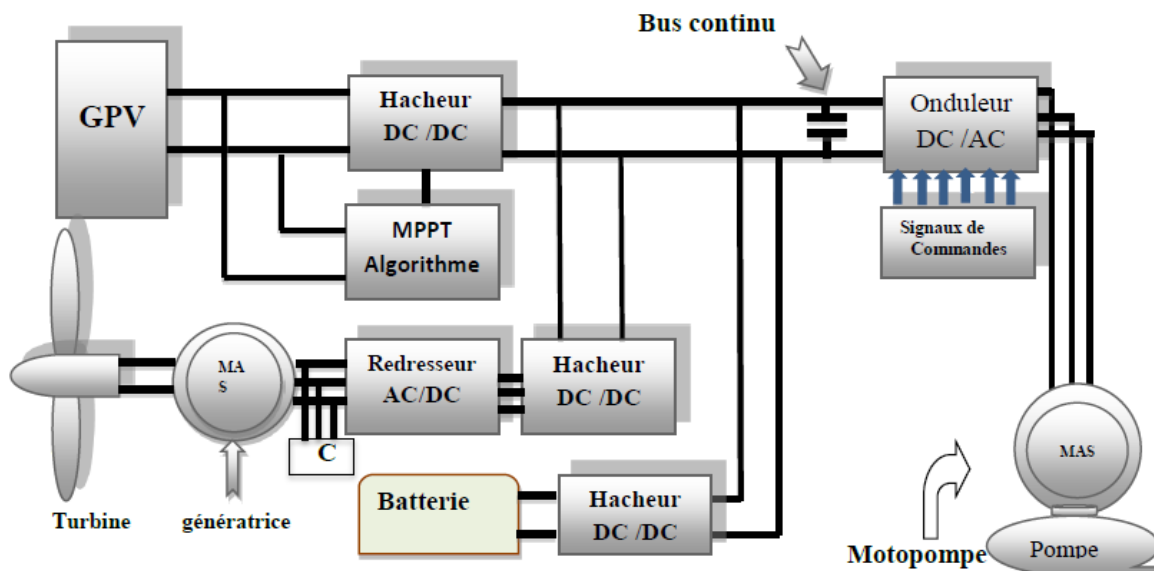 Bus continu
GPV
Hacheur
DC /DC
Onduleur
DC /AC
MPPT
Algorithme
Signaux de
Commandes
MA
S
Redresseur
AC/DC
Hacheur
DC /DC
C
MAS
Batterie
Hacheur
DC /DC
Turbine
génératrice
Motopompe
Pompe